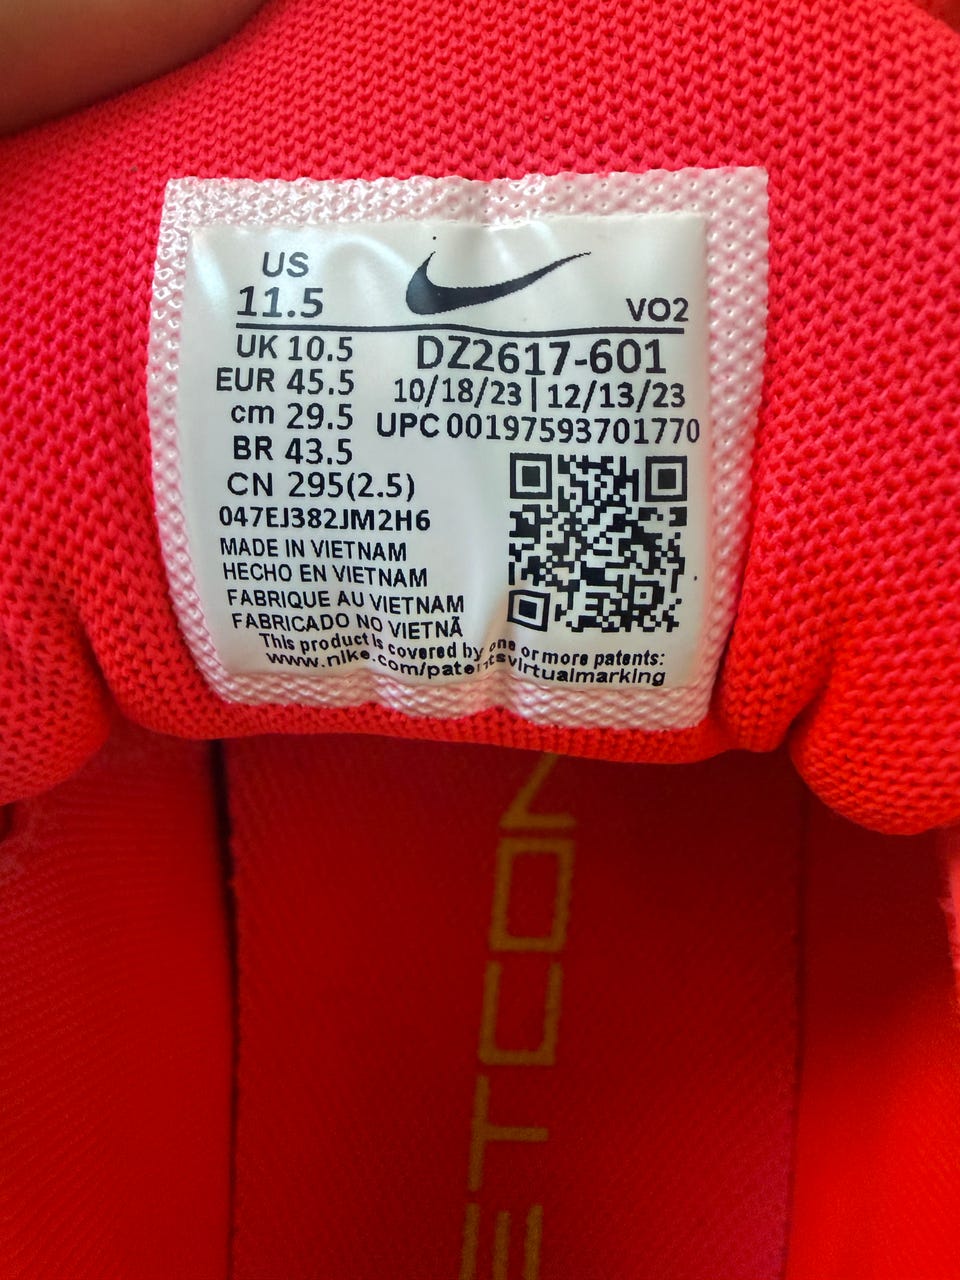 US
11.5
VO2
UK 10.5
EUR 45.5
cm 29.5
BR 43.5
CN 295(2.5)
DZ2617-601
10/18/23 | 12/13/23
UPC 00197593701770
047EJ382JM2H6
MADE IN VIETNAM
HECHO EN VIETNAM
FABRIQUE AU VIETNAM
FABRICADO NO VIETNÃ
This product is covered by one or more patents:
www.nike.com/patentsvirtualmarking
ETCON